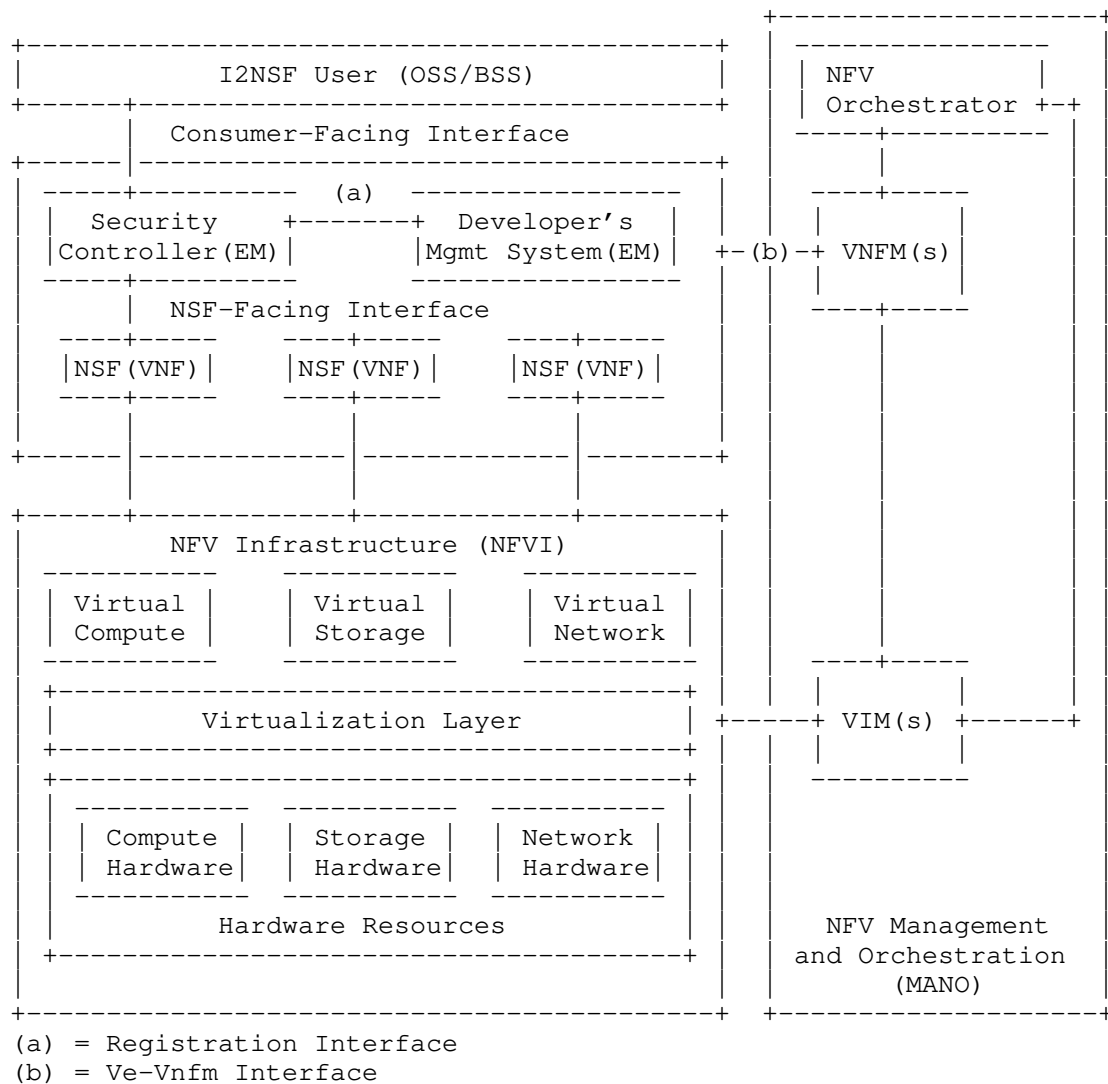 I2NSF User (OSS/BSS)
NFV
Orchestrator
Consumer-Facing Interface
(a)
Security
Controller(EM)
Developer's
Mgmt System(EM)
(b)
VNFM(s)
NSF-Facing Interface
NSF(VNF)
NSF(VNF)
NSF(VNF)
NFV Infrastructure (NFVI)
Virtual
Compute
Virtual
Storage
Virtual
Network
Virtualization Layer
VIM(s)
Compute
Hardware
Storage
Hardware
Network
Hardware
Hardware Resources
NFV Management
and Orchestration
(MANO)
(a) = Registration Interface
(b) = Ve-Vnfm Interface